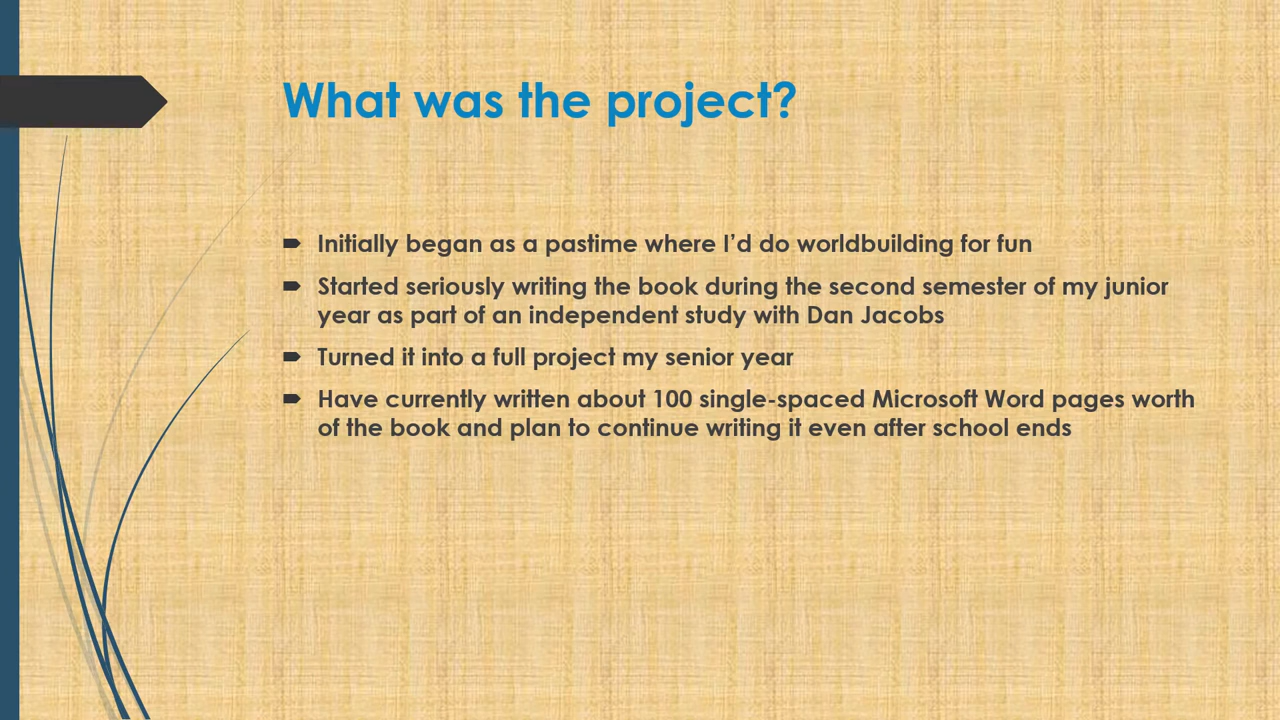 What was the project?
Initially began as a pastime where I’d do worldbuilding for fun
Started seriously writing the book during the second semester of my junior
year as part of an independent study with Dan Jacobs
Turned it into a full project my senior year
Have currently written about 100 single-spaced Microsoft Word pages worth
of the book and plan to continue writing it even after school ends